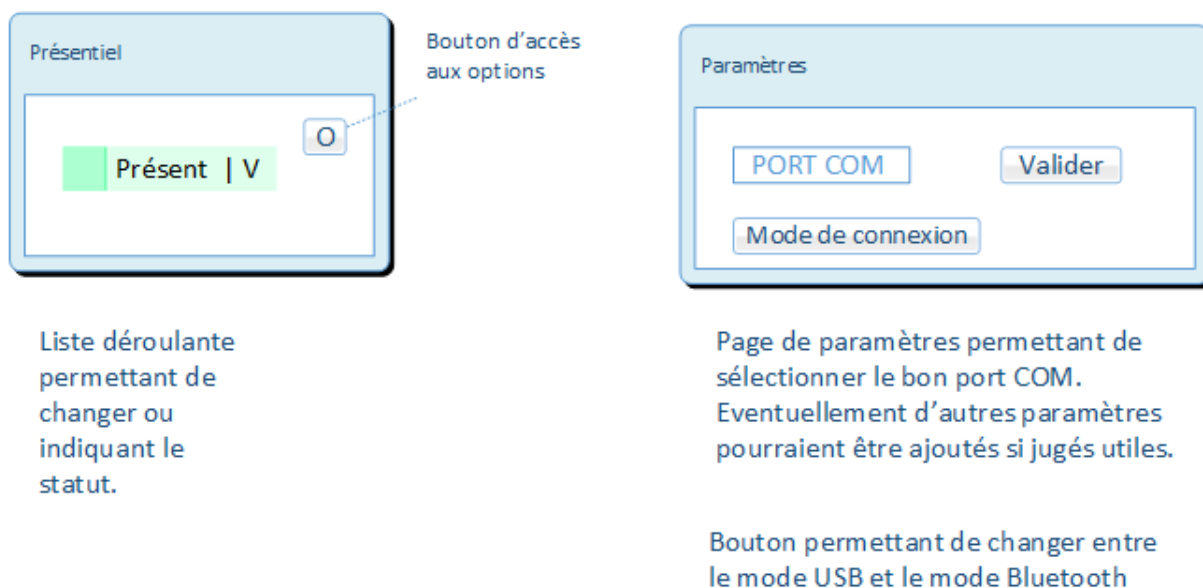 Présentiel
O
Présent | V
Bouton d'accès
aux options
Liste déroulante
permettant de
changer ou
indiquant le
statut.
Paramètres
PORT COM
Valider
Mode de connexion
Page de paramètres permettant de
sélectionner le bon port COM.
Eventuellement d'autres paramètres
pourraient être ajoutés si jugés utiles.
Bouton permettant de changer entre
le mode USB et le mode Bluetooth